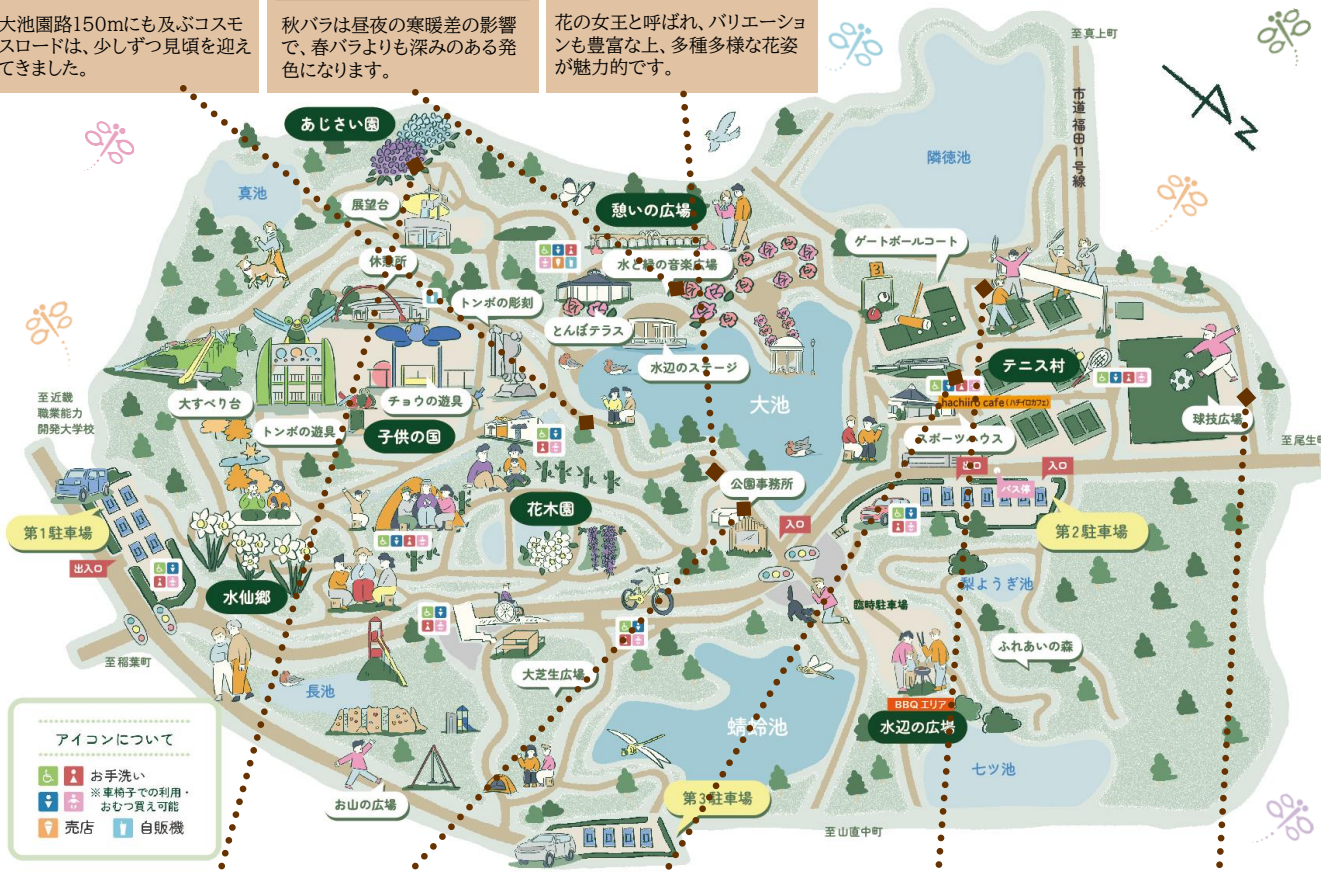 大池園路150mにも及ぶコスモ
スロードは、少しずつ見頃を迎え
てきました。
秋バラは昼夜の寒暖差の影響
で、春バラよりも深みのある発
色になります。
花の女王と呼ばれ、バリエーショ
ンも豊富な上、多種多様な花姿
が魅力的です。
至真上町
市道福田11号線
N
あじさい園
真池
展望台
休憩所
憩いの広場
水と緑の音楽広場
隣徳池
ゲートボールコート
3
トンボの彫刻
とんぼテラス
水辺のステージ
大池
テニス村
hachiiro cafe(ハチイロカフェ)
スポーツハウス
球技広場
至尾生町
出口
入口
バス停
第2駐車場
至近畿
職業能力
開発大学校
大すべり台
トンボの遊具
チョウの遊具
子供の国
花木園
公園事務所
入口
第1駐車場
出入口
水仙郷
至稲葉町
長池
大芝生広場
お山の広場
蜻蛉池
第3駐車場
臨時駐車場
梨ようぎ池
ふれあいの森
BBQ エリア
水辺の広場
七ツ池
至山直中町
アイコンについて
お手洗い
※車椅子での利用・
おむつ買え可能
売店
自販機